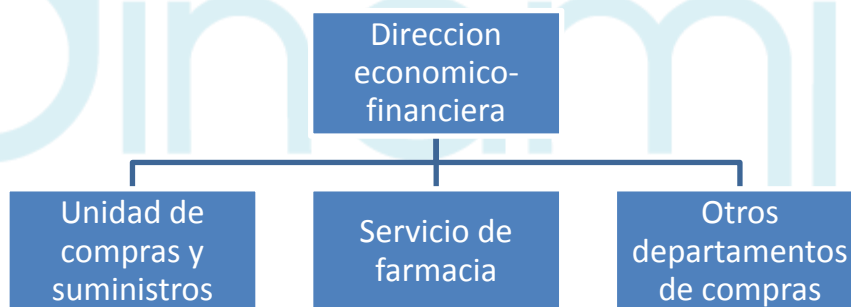 Direccion
economico-
financiera
Unidad de
compras y
suministros
Servicio de
farmacia
Otros
departamentos
de compras